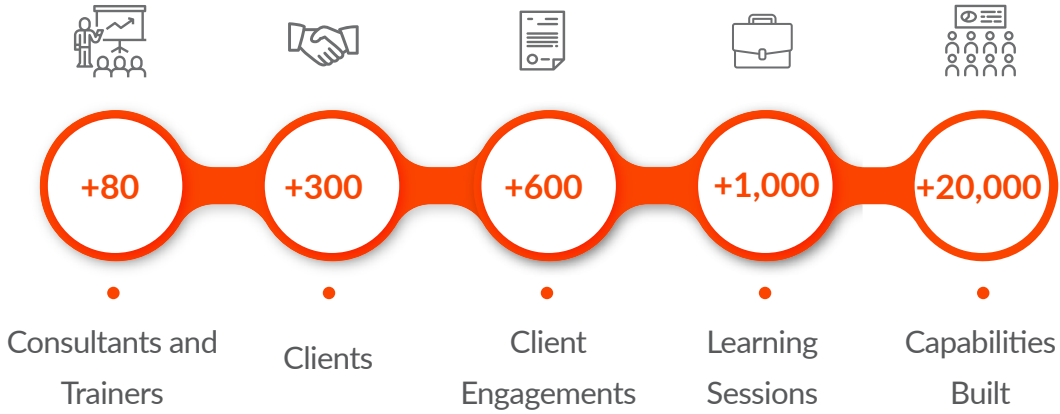 +80
+300
+600
+1,000
+20,000
Consultants and
Trainers
Clients
Client
Engagements
Learning
Sessions
Capabilities
Built